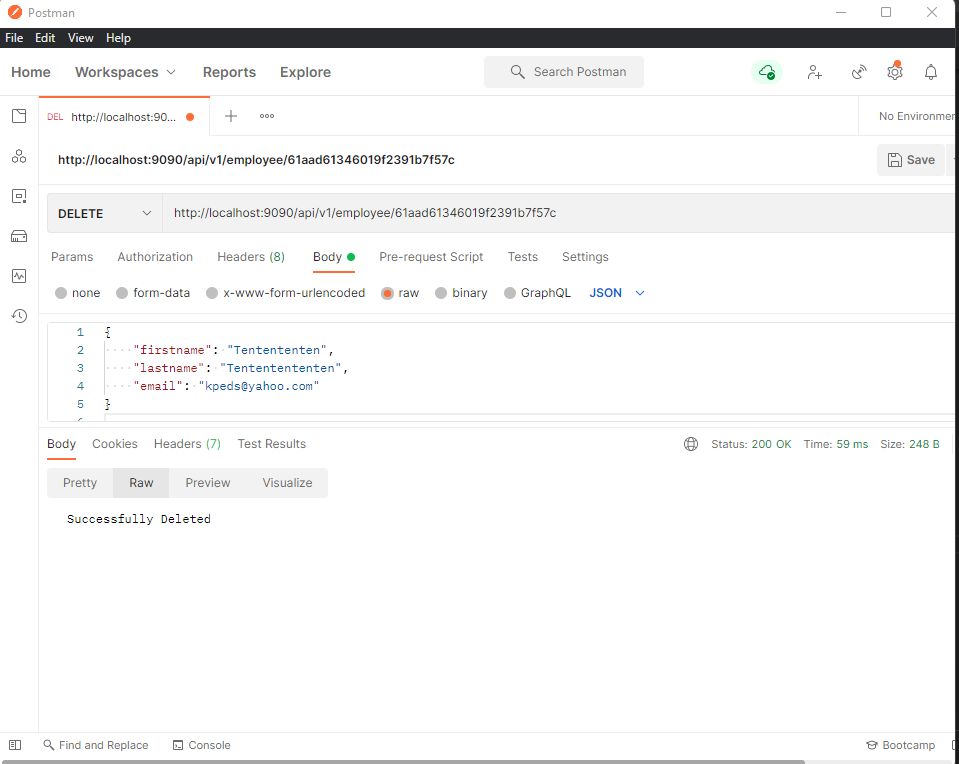 Postman
File Edit View Help
Home Workspaces Reports Explore Search Postman
DEL http://localhost:90... No Environmen
http://localhost:9090/api/v1/employee/61aad61346019f2391b7f57c Save
DELETE http://localhost:9090/api/v1/employee/61aad61346019f2391b7f57c
Params Authorization Headers (8) Body Pre-request Script Tests Settings
none form-data x-www-form-urlencoded raw binary GraphQL JSON
1 {
2 "firstname": "Tentententen",
3 "lastname": "Tentententen",
4 "email": "kpeds@yahoo.com"
5 }
Body Cookies Headers (7) Test Results Status: 200 OK Time: 59 ms Size: 248 B
Pretty Raw Preview Visualize
Successfully Deleted
Find and Replace Console Bootcamp